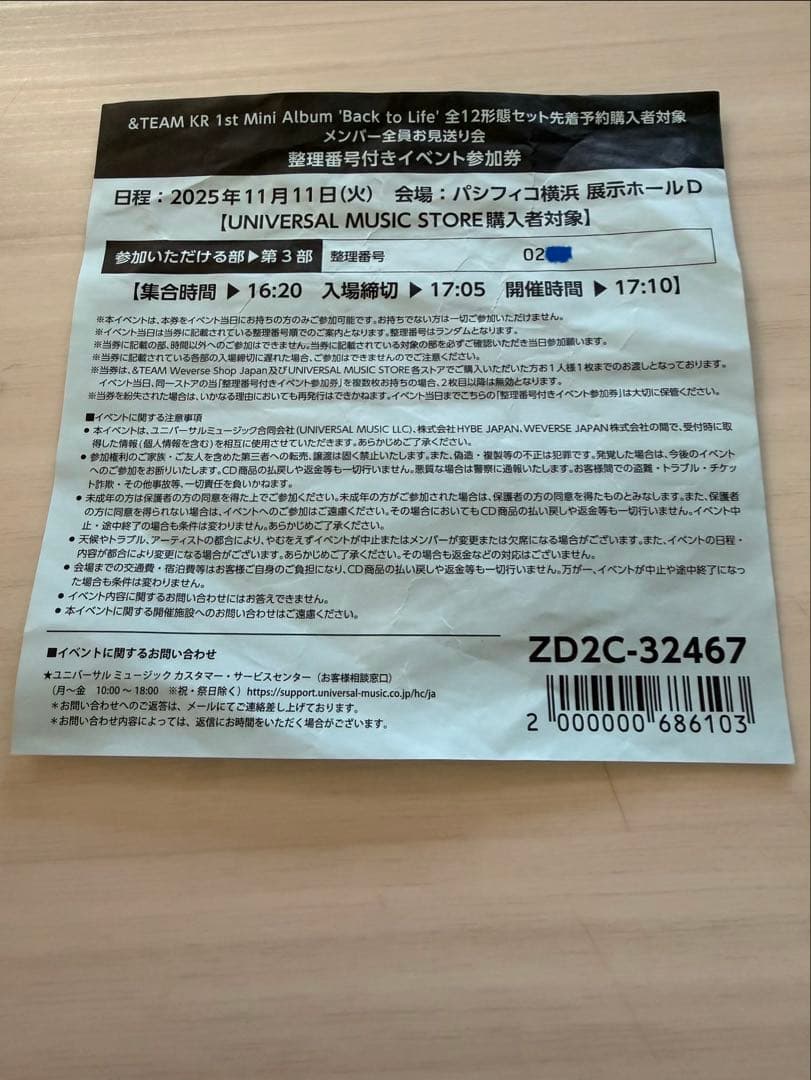 &TEAM KR 1st Mini Album 'Back to Life' 全12形態セット先着予約購入者対象
メンバー全員お見送り会
整理番号付きイベント参加券
日程：2025年11月11日(火)　会場：パシフィコ横浜 展示ホールD
【UNIVERSAL MUSIC STORE購入者対象】
参加いただける部▶第３部　整理番号　02
【集合時間 ▶ 16:20　入場締切 ▶ 17:05　開催時間 ▶ 17:10】
※本イベントは、本券をイベント当日にお持ちの方のみご参加可能です。お持ちでない方は一切ご参加いただけません。
※イベント当日は当券に記載されている整理番号順でのご案内となります。整理番号はランダムとなります。
※当券に記載の部、時間以外へのご参加はできません。当券に記載されている対象の部を必ずご確認いただき当日参加願います。
※当券に記載されている各部の入場締切に遅れた場合、ご参加はできませんのでご注意ください。
※当券は、&TEAM Weverse Shop Japan及びUNIVERSAL MUSIC STORE各ストアでご購入いただいた方お1人様1枚までのお渡しとなっております。
イベント当日、同一ストアの当「整理番号付きイベント参加券」を複数枚お持ちの場合、2枚目以降は無効となります。
※当券を紛失された場合は、いかなる理由においても再発行はできかねます。イベント当日までこちらの「整理番号付きイベント参加券」は大切に保管ください。
■イベントに関する注意事項
● 本イベントは、ユニバーサルミュージック合同会社(UNIVERSAL MUSIC LLC)、株式会社HYBE JAPAN、WEVERSE JAPAN株式会社の間で、受付時に取
得した情報(個人情報を含む)を相互に使用させていただきます。あらかじめご了承ください。
● 参加権利のご家族・ご友人を含めた第三者への転売、譲渡は固く禁止いたします。また、偽造・複製等の不正は犯罪です。発覚した場合は、今後のイベント
へのご参加をお断りいたします。CD商品の払戻しや返金等も一切行いません。悪質な場合は警察に通報いたします。お客様間での盗難・トラブル・チケッ
ト詐欺・その他事故等、一切責任を負いかねます。
● 未成年の方は保護者の方の同意を得た上でご参加ください。未成年の方がご参加された場合は、保護者の方の同意を得たものとみなします。また、保護者
の方に同意を得られない場合は、イベントへのご参加はご遠慮ください。その場合においてもCD商品の払い戻しや返金等も一切行いません。イベント中
止・途中終了の場合も条件は変わりません。あらかじめご了承ください。
● 天候やトラブル、アーティストの都合により、やむをえずイベントが中止またはメンバーが変更または欠席になる場合がございます。また、イベントの日程・
内容が都合により変更になる場合がございます。あらかじめご了承ください。その場合も返金などの対応はございません。
● 会場までの交通費・宿泊費等はお客様ご自身のご負担になり、CD商品の払い戻しや返金等も一切行いません。万が一、イベントが中止や途中終了になっ
た場合も条件は変わりません。
● イベント内容に関するお問い合わせにはお答えできません。
● 本イベントに関する開催施設へのお問い合わせはご遠慮ください。
■イベントに関するお問い合わせ
★ユニバーサル ミュージック カスタマー・サービスセンター（お客様相談窓口）
（月～金　10:00～18:00　※祝・祭日除く）https://support.universal-music.co.jp/hc/ja
＊お問い合わせへのご返答は、メールにてご連絡差し上げております。
＊お問い合わせ内容によっては、返信にお時間をいただく場合がございます。
ZD2C-32467
2 000000 686103